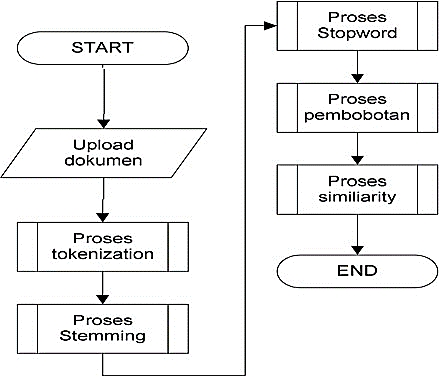 START
Upload
dokumen
Proses
tokenization
Proses
Stemming
Proses
Stopword
Proses
pembobotan
Proses
similiarity
END